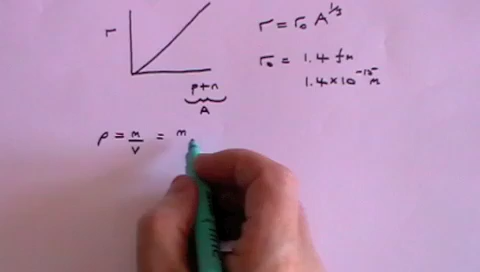 r = r₀ A^1/3
r
r₀ = 1.4 fm
1.4 × 10⁻¹⁵ m
p+n
A
ρ = m/V = m